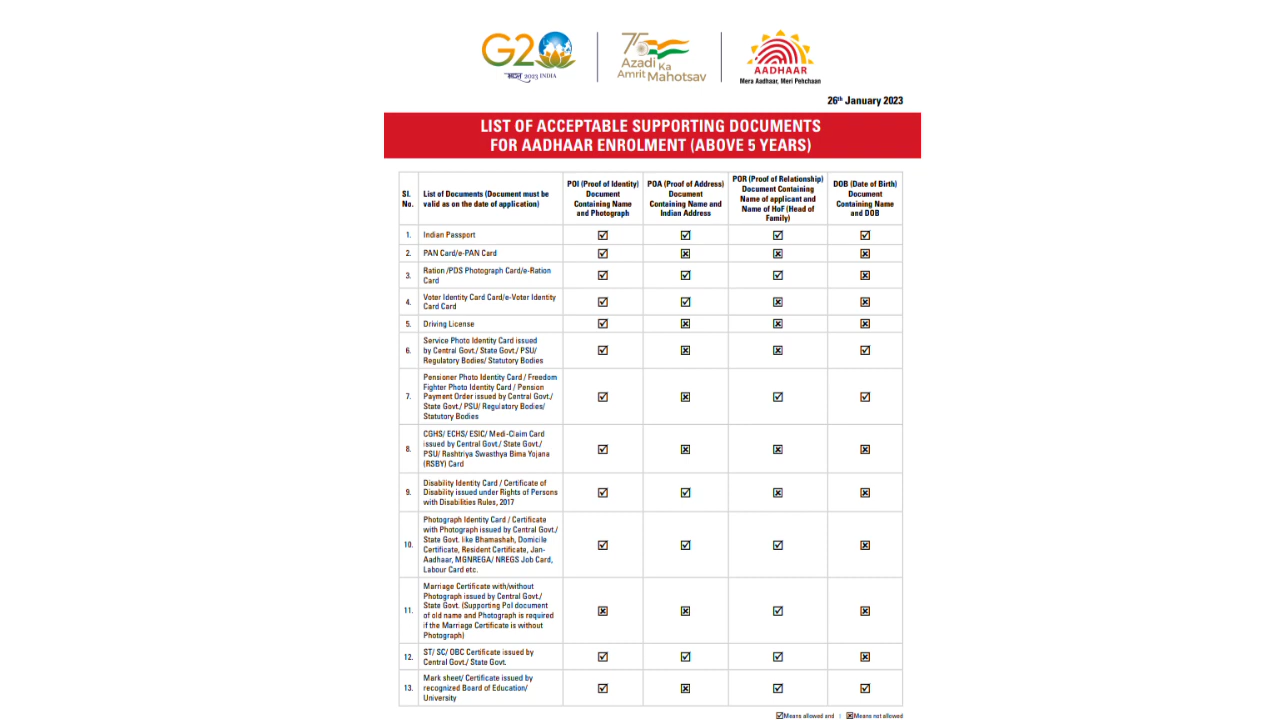 G20
भारत 2023 INDIA
75
Azadi Ka
Amrit Mahotsav
AADHAAR
Mera Aadhaar, Meri Pehchaan
26th January 2023
LIST OF ACCEPTABLE SUPPORTING DOCUMENTS
FOR AADHAAR ENROLMENT (ABOVE 5 YEARS)
Sl.
No.
List of Documents (Document must be
valid as on the date of application)
POI (Proof of Identity)
Document
Containing Name
and Photograph
POA (Proof of Address)
Document
Containing Name and
Indian Address
POR (Proof of Relationship)
Document Containing
Name of applicant and
Name of HoF (Head of
Family)
DOB (Date of Birth)
Document
Containing Name
and DOB
1. Indian Passport ☑ ☑ ☑ ☑
2. PAN Card/e-PAN Card ☑ ☒ ☒ ☒
3. Ration /PDS Photograph Card/e-Ration
Card ☑ ☑ ☑ ☒
4. Voter Identity Card Card/e-Voter Identity
Card Card ☑ ☑ ☒ ☒
5. Driving License ☑ ☒ ☒ ☒
6. Service Photo Identity Card issued
by Central Govt./ State Govt./ PSU/
Regulatory Bodies/ Statutory Bodies ☑ ☒ ☒ ☑
7. Pensioner Photo Identity Card / Freedom
Fighter Photo Identity Card / Pension
Payment Order issued by Central Govt./
State Govt./ PSU/ Regulatory Bodies/
Statutory Bodies ☑ ☒ ☑ ☑
8. CGHS/ ECHS/ ESIC/ Medi-Claim Card
issued by Central Govt./ State Govt./
PSU/ Rashtriya Swasthya Bima Yojana
(RSBY) Card ☑ ☒ ☒ ☒
9. Disability Identity Card / Certificate of
Disability issued under Rights of Persons
with Disabilities Rules, 2017 ☑ ☑ ☒ ☒
10. Photograph Identity Card / Certificate
with Photograph issued by Central Govt./
State Govt. like Bhamashah, Domicile
Certificate, Resident Certificate, Jan-
Aadhaar, MGNREGA/ NREGS Job Card,
Labour Card etc. ☑ ☑ ☑ ☒
11. Marriage Certificate with/without
Photograph issued by Central Govt./
State Govt. (Supporting PoI document
of old name and Photograph is required
if the Marriage Certificate is without
Photograph) ☒ ☒ ☑ ☒
12. ST/ SC/ OBC Certificate issued by
Central Govt./ State Govt. ☑ ☑ ☑ ☒
13. Mark sheet/ Certificate issued by
recognized Board of Education/
University ☑ ☒ ☑ ☑
☑Means allowed and | ☒Means not allowed